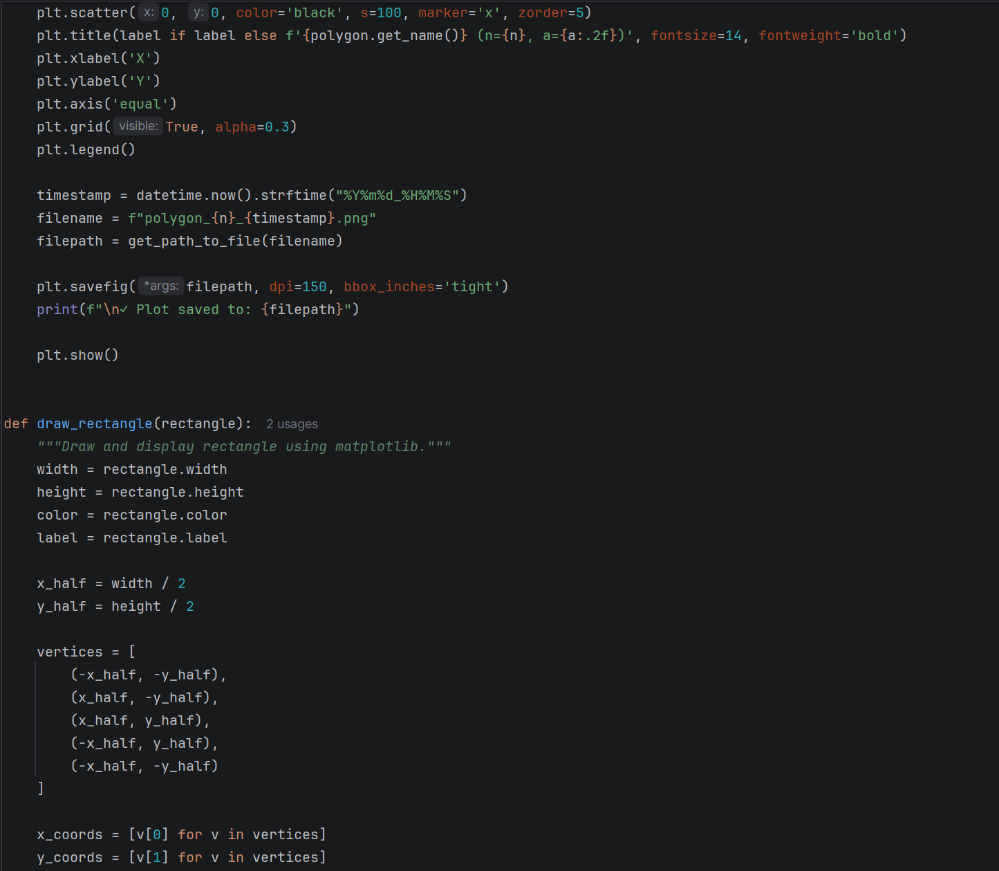 plt.scatter( x: 0, y: 0, color='black', s=100, marker='x', zorder=5)
plt.title(label if label else f'{polygon.get_name()} (n={n}, a={a:.2f})', fontsize=14, fontweight='bold')
plt.xlabel('X')
plt.ylabel('Y')
plt.axis('equal')
plt.grid( visible: True, alpha=0.3)
plt.legend()
timestamp = datetime.now().strftime("%Y%m%d_%H%M%S")
filename = f"polygon_{n}_{timestamp}.png"
filepath = get_path_to_file(filename)
plt.savefig( *args: filepath, dpi=150, bbox_inches='tight')
print(f"\n✓ Plot saved to: {filepath}")
plt.show()
def draw_rectangle(rectangle): 2 usages
"""Draw and display rectangle using matplotlib."""
width = rectangle.width
height = rectangle.height
color = rectangle.color
label = rectangle.label
x_half = width / 2
y_half = height / 2
vertices = [
(-x_half, -y_half),
(x_half, -y_half),
(x_half, y_half),
(-x_half, y_half),
(-x_half, -y_half)
]
x_coords = [v[0] for v in vertices]
y_coords = [v[1] for v in vertices]